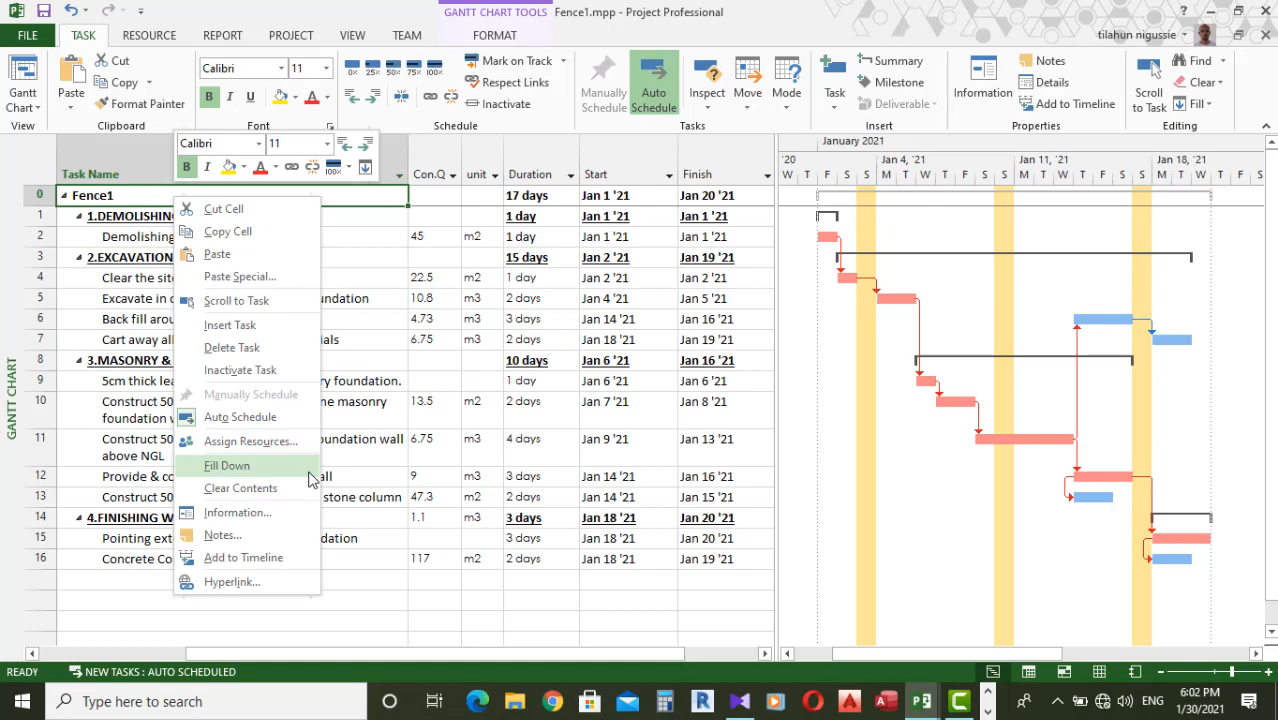 GANTT CHART TOOLS
Fence1.mpp - Project Professional
FILE TASK RESOURCE REPORT PROJECT VIEW TEAM FORMAT
tilahun nigussie
Gantt Chart
View
Paste
Cut
Copy
Format Painter
Clipboard
Calibri 11
B I U A
Font
0% 25% 50% 75% 100%
Mark on Track
Respect Links
Inactivate
Schedule
Manually Schedule
Auto Schedule
Inspect
Move
Mode
Tasks
Task
Summary
Milestone
Deliverable
Insert
Information
Notes
Details
Add to Timeline
Properties
Scroll to Task
Find
Clear
Fill
Editing
Calibri 11
B I A 100%
Task Name Con.Q unit Duration Start Finish
'20 January 2021 Jan 4, '21 Jan 11, '21 Jan 18, '21
W T F S S M T W T F S S M T W T F S S M T W T F S
0 Fence1 17 days Jan 1 '21 Jan 20 '21
1 1.DEMOLISHING 1 day Jan 1 '21 Jan 1 '21
2 Demolishing 45 m2 1 day Jan 1 '21 Jan 1 '21
3 2.EXCAVATION 15 days Jan 2 '21 Jan 19 '21
4 Clear the sit 22.5 m2 1 day Jan 2 '21 Jan 2 '21
5 Excavate in undation 10.8 m3 2 days Jan 4 '21 Jan 5 '21
6 Back fill arou 4.73 m3 3 days Jan 14 '21 Jan 16 '21
7 Cart away all ials 6.75 m3 2 days Jan 18 '21 Jan 19 '21
8 3.MASONRY & 10 days Jan 6 '21 Jan 16 '21
9 5cm thick lea ry foundation. 1 day Jan 6 '21 Jan 6 '21
10 Construct 50 ne masonry 13.5 m2 2 days Jan 7 '21 Jan 8 '21
foundation
11 Construct 50 oundation wall 6.75 m3 4 days Jan 9 '21 Jan 13 '21
above NGL
12 Provide & co all 9 m3 3 days Jan 14 '21 Jan 16 '21
13 Construct 50 stone column 47.3 m2 2 days Jan 14 '21 Jan 15 '21
14 4.FINISHING W 1.1 m3 3 days Jan 18 '21 Jan 20 '21
15 Pointing ext ndation 3 days Jan 18 '21 Jan 20 '21
16 Concrete Co 117 m2 2 days Jan 18 '21 Jan 19 '21
Cut Cell
Copy Cell
Paste
Paste Special...
Scroll to Task
Insert Task
Delete Task
Inactivate Task
Manually Schedule
Auto Schedule
Assign Resources...
Fill Down
Clear Contents
Information...
Notes...
Add to Timeline
Hyperlink...
GANTT CHART
READY NEW TASKS : AUTO SCHEDULED
Type here to search
ENG
6:02 PM
1/30/2021